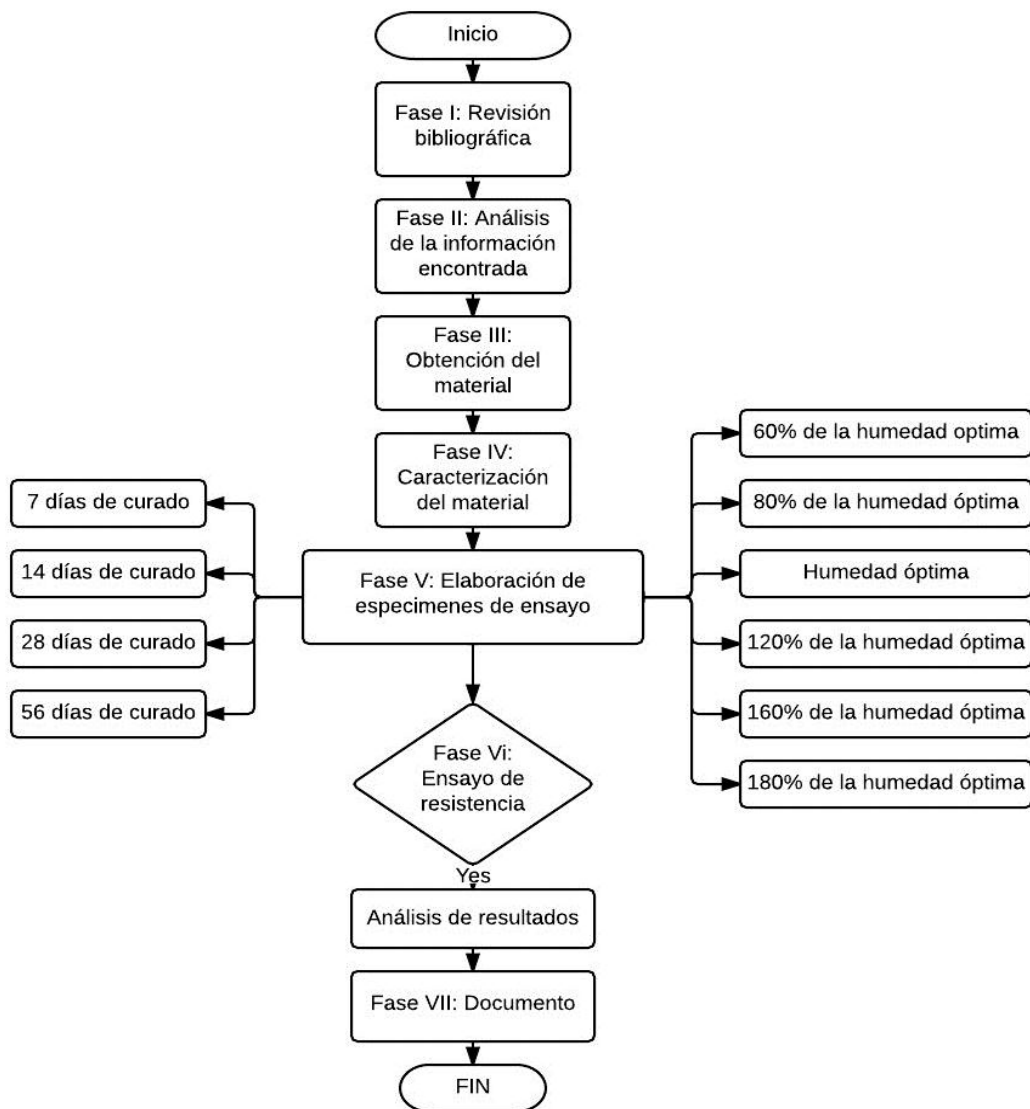 Inicio
Fase I: Revisión
bibliográfica
Fase II: Análisis
de la información
encontrada
Fase III:
Obtención del
material
Fase IV:
Caracterización
del material
Fase V: Elaboración de
especimenes de ensayo
7 días de curado
14 días de curado
28 días de curado
56 días de curado
60% de la humedad optima
80% de la humedad óptima
Humedad óptima
120% de la humedad óptima
160% de la humedad óptima
180% de la humedad óptima
Fase Vi:
Ensayo de
resistencia
Yes
Análisis de resultados
Fase VII: Documento
FIN